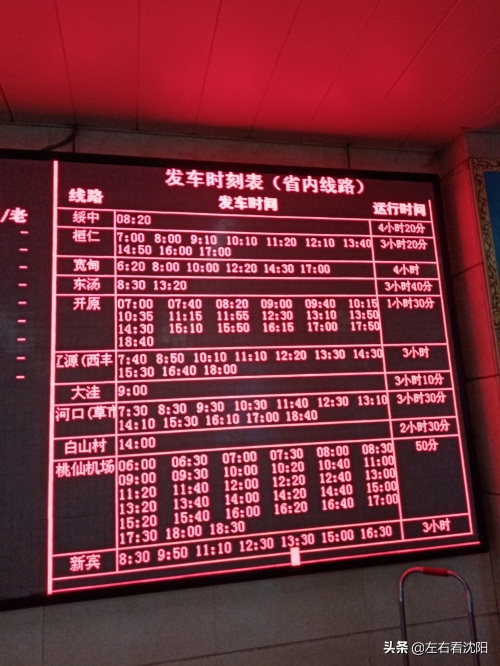 发车时刻表（省内线路）
线路 发车时间 运行时间
/老
绥中 08:20 4小时20分
桓仁 7:00 8:00 9:10 10:10 11:20 12:10 13:40 3小时20分
14:50 16:00 17:00
宽甸 6:20 8:00 10:00 12:20 14:30 17:00 4小时
东汤 8:30 13:20 3小时40分
开原 07:00 07:40 08:20 09:00 09:40 10:15 1小时30分
10:35 11:15 11:55 12:30 13:10 13:50
14:30 15:10 15:50 16:15 17:00 17:50
18:40
辽源(西丰 7:40 8:50 10:10 11:10 12:20 13:30 14:30 3小时
15:30 16:40 18:00
大洼 9:00 3小时10分
河口(草市 7:30 8:30 9:30 10:30 11:40 12:30 13:10 3小时30分
14:10 15:30 16:10 17:00 18:40
白山村 14:00 2小时30分
桃仙机场 06:00 06:30 07:00 07:30 08:00 08:30 50分
09:00 09:30 10:00 10:20 10:40 11:00
11:20 11:40 12:00 12:20 12:40 13:00
13:20 13:40 14:00 14:20 14:40 15:00
15:20 15:40 16:00 16:20 16:40 17:00
17:30 18:00 18:30
新宾 8:30 9:50 11:10 12:30 13:30 15:00 16:30 3小时
头条 @左右看沈阳